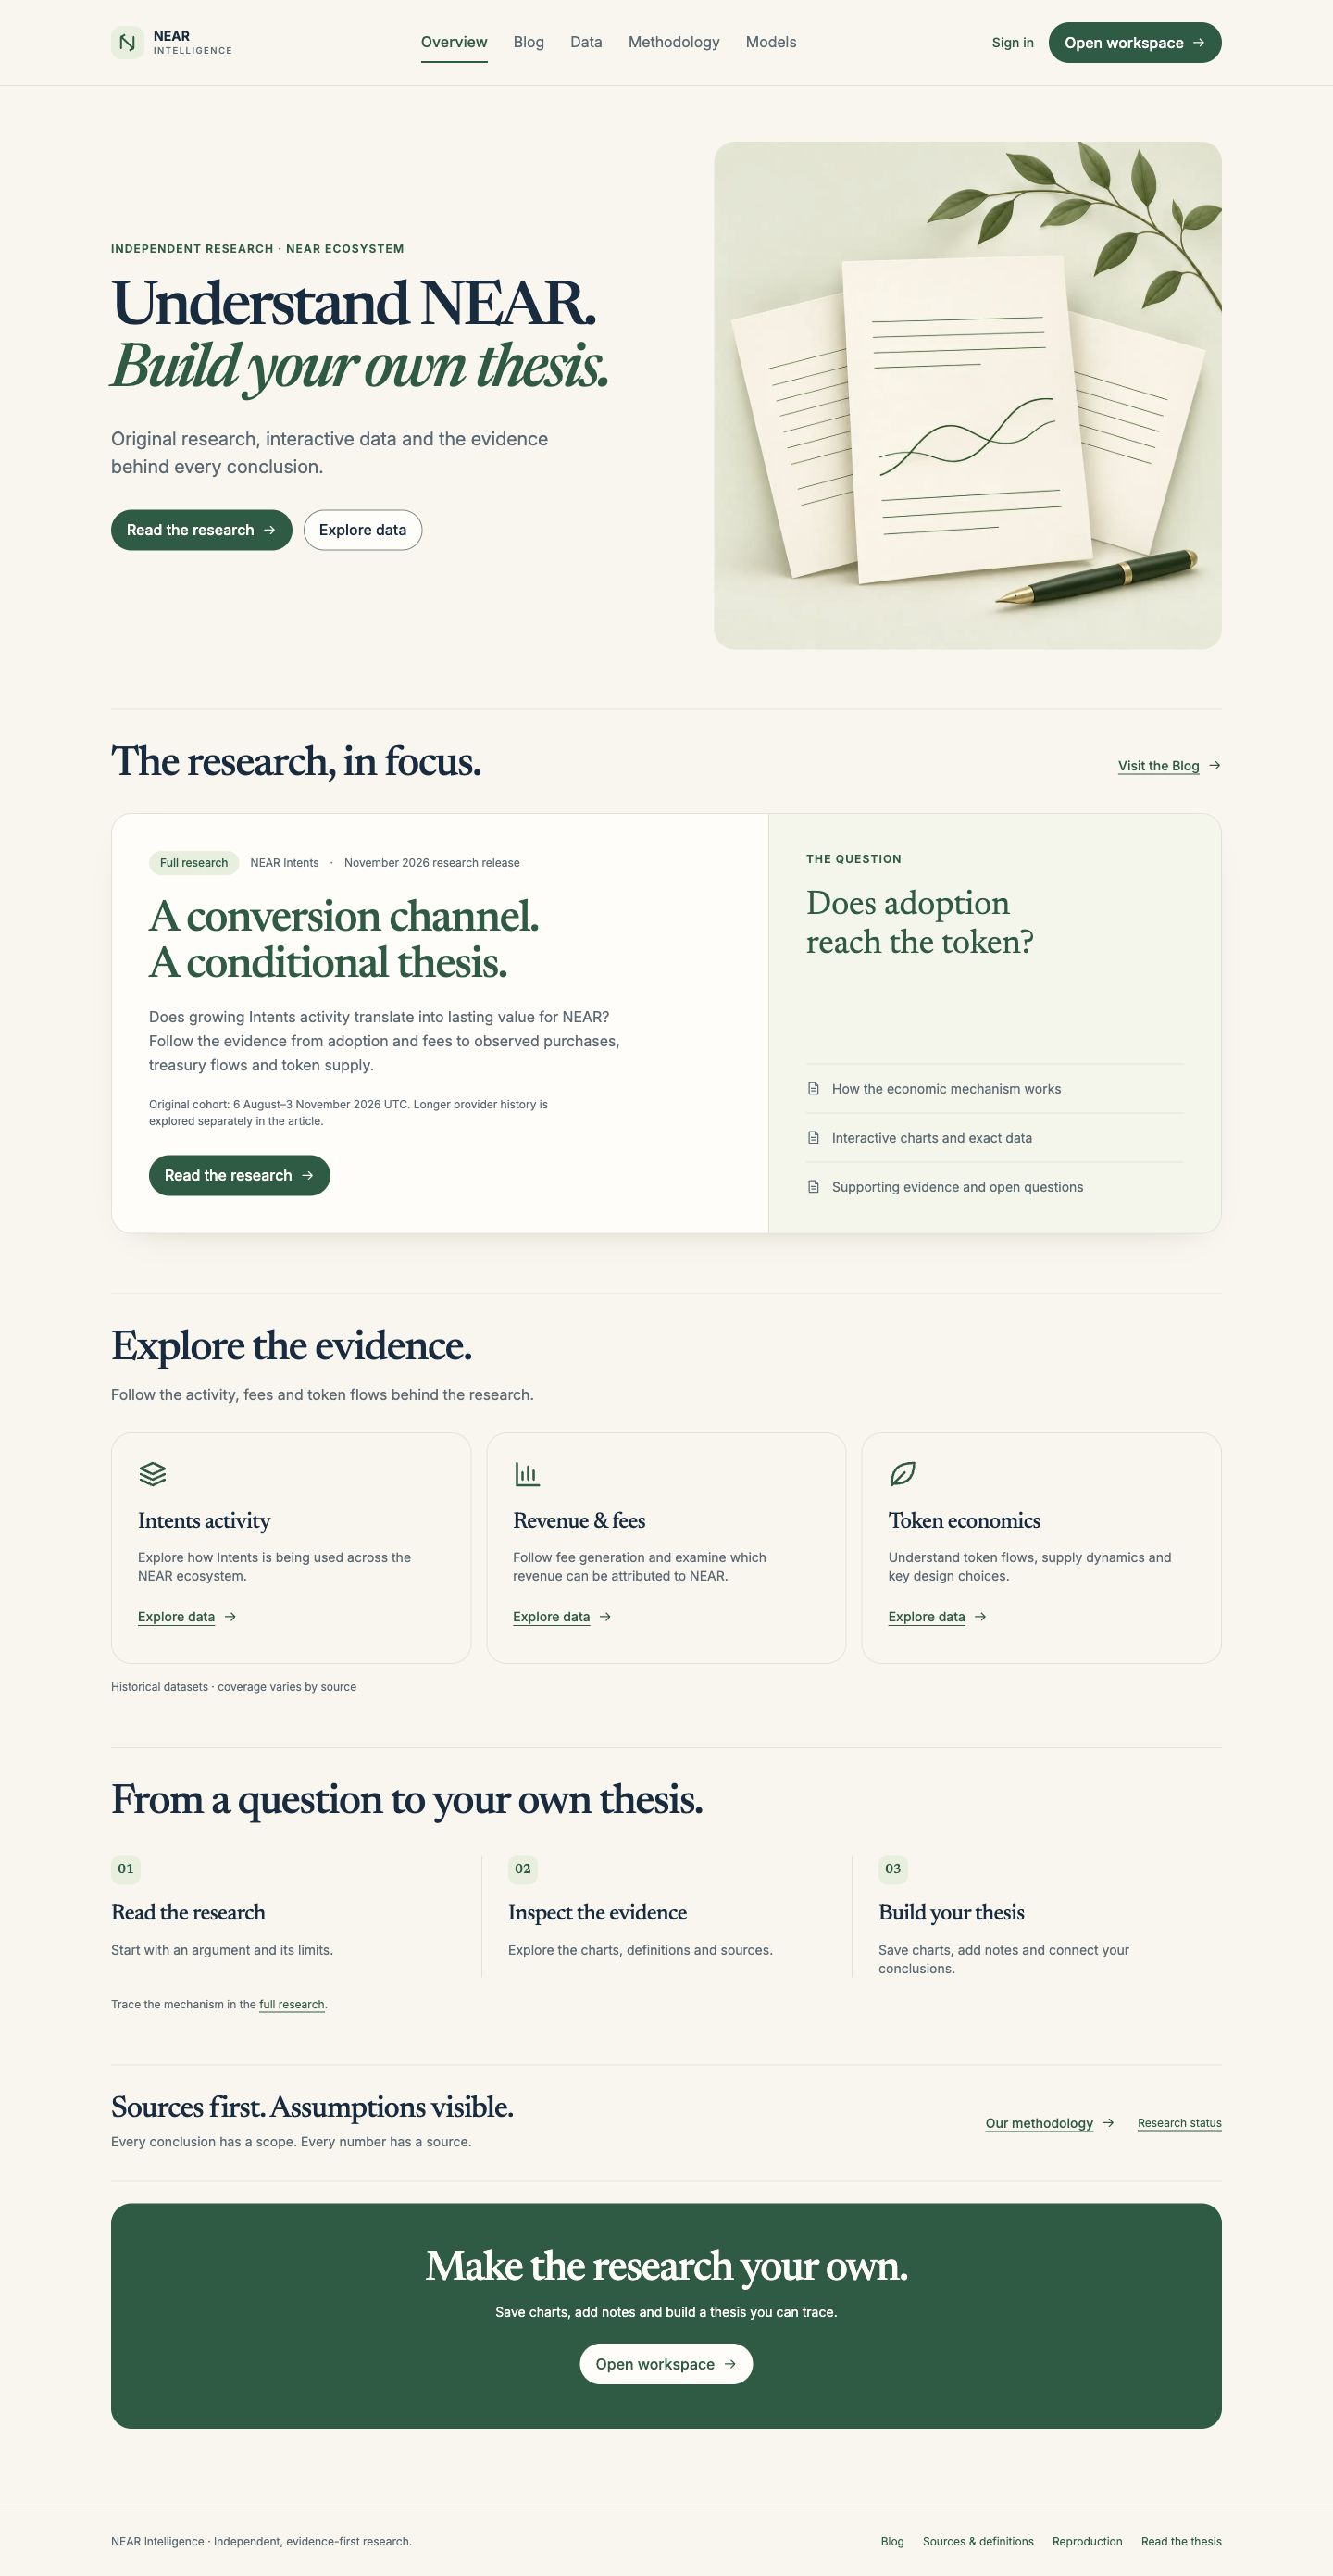 NEAR
INTELLIGENCE
Overview
Blog
Data
Methodology
Models
Sign in
Open workspace →
INDEPENDENT RESEARCH · NEAR ECOSYSTEM
Understand NEAR.
Build your own thesis.
Original research, interactive data and the evidence
behind every conclusion.
Read the research →
Explore data
The research, in focus.
Visit the Blog →
Full research
NEAR Intents · November 2026 research release
A conversion channel.
A conditional thesis.
Does growing Intents activity translate into lasting value for NEAR?
Follow the evidence from adoption and fees to observed purchases,
treasury flows and token supply.
Original cohort: 6 August–3 November 2026 UTC. Longer provider history is
explored separately in the article.
Read the research →
THE QUESTION
Does adoption
reach the token?
How the economic mechanism works
Interactive charts and exact data
Supporting evidence and open questions
Explore the evidence.
Follow the activity, fees and token flows behind the research.
Intents activity
Explore how Intents is being used across the
NEAR ecosystem.
Explore data →
Revenue & fees
Follow fee generation and examine which
revenue can be attributed to NEAR.
Explore data →
Token economics
Understand token flows, supply dynamics and
key design choices.
Explore data →
Historical datasets · coverage varies by source
From a question to your own thesis.
01
Read the research
Start with an argument and its limits.
02
Inspect the evidence
Explore the charts, definitions and sources.
03
Build your thesis
Save charts, add notes and connect your
conclusions.
Trace the mechanism in the full research.
Sources first. Assumptions visible.
Every conclusion has a scope. Every number has a source.
Our methodology →
Research status
Make the research your own.
Save charts, add notes and build a thesis you can trace.
Open workspace →
NEAR Intelligence · Independent, evidence-first research.
Blog
Sources & definitions
Reproduction
Read the thesis